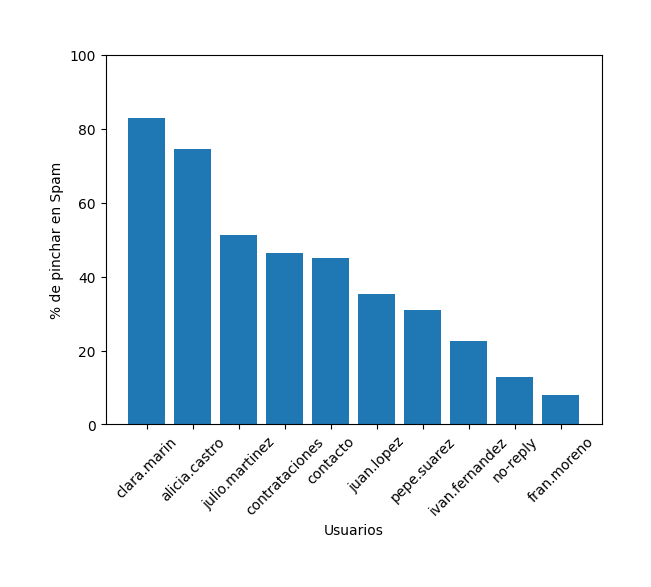 100
80
60
40
20
0
% de pinchar en Spam
clara.marin
alicia.castro
julio.martinez
contrataciones
contacto
juan.lopez
pepe.suarez
ivan.fernandez
no-reply
fran.moreno
Usuarios